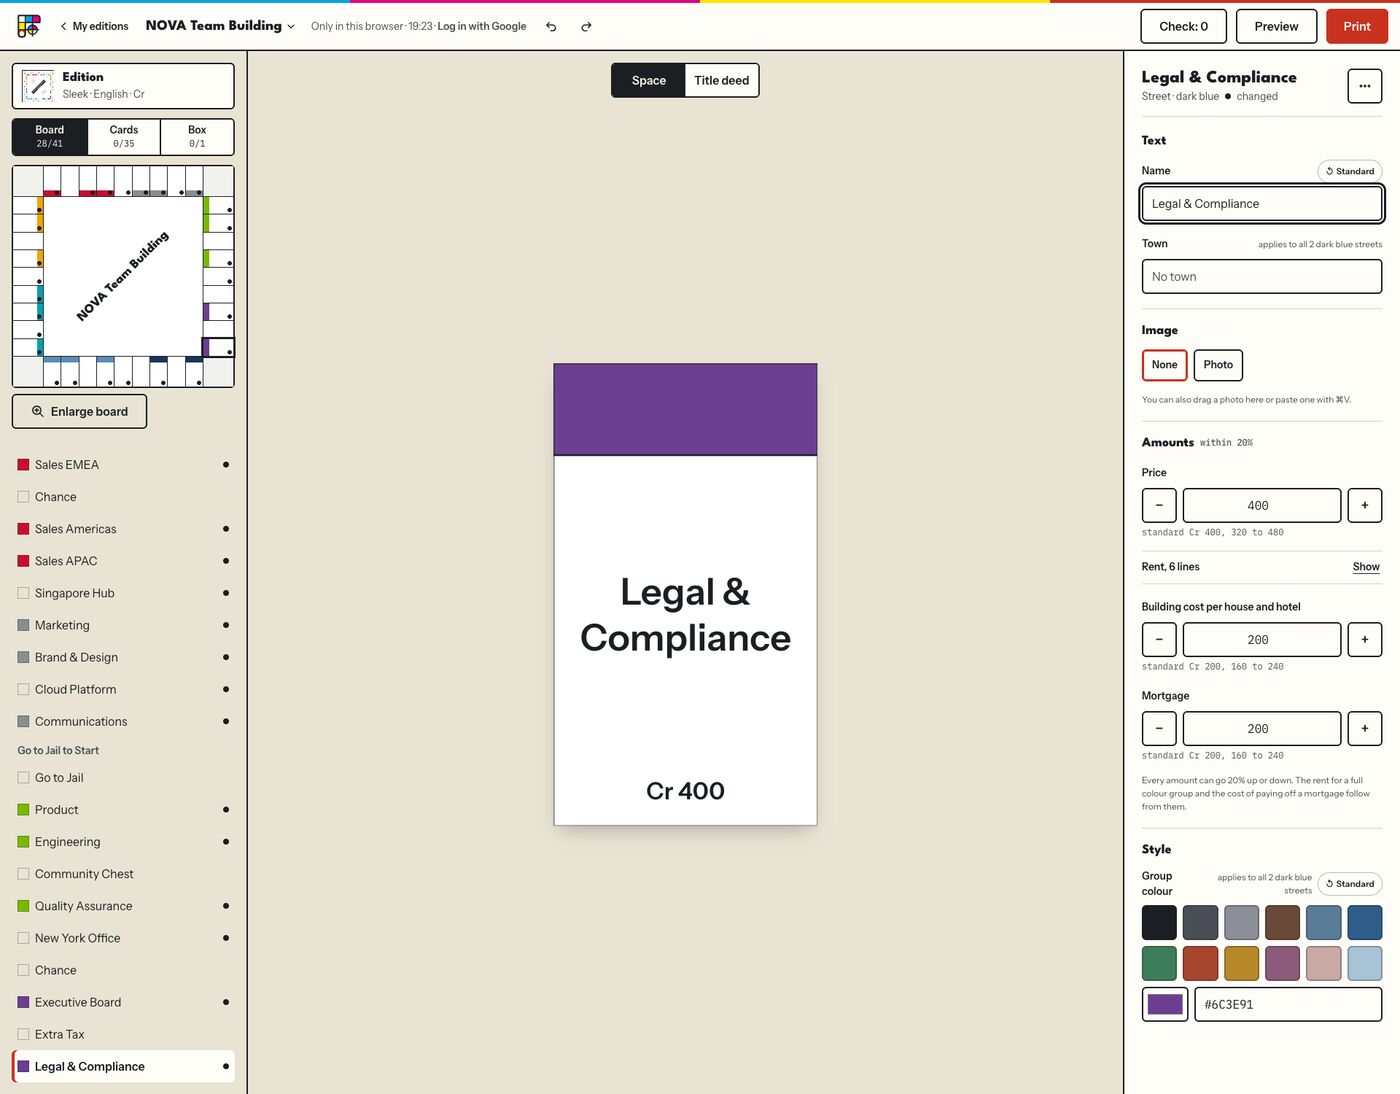 My editions
NOVA Team Building
Only in this browser · 19:23 · Log in with Google
Check: 0
Preview
Print
Edition
Sleek · English · Cr
Board
28/41
Cards
0/35
Box
0/1
NOVA Team Building
Enlarge board
Sales EMEA
Chance
Sales Americas
Sales APAC
Singapore Hub
Marketing
Brand & Design
Cloud Platform
Communications
Go to Jail to Start
Go to Jail
Product
Engineering
Community Chest
Quality Assurance
New York Office
Chance
Executive Board
Extra Tax
Legal & Compliance
Space
Title deed
Legal &
Compliance
Cr 400
Legal & Compliance
Street · dark blue ● changed
Text
Name
Standard
Legal & Compliance
Town
applies to all 2 dark blue streets
No town
Image
None
Photo
You can also drag a photo here or paste one with ⌘V.
Amounts within 20%
Price
− 400 +
standard Cr 400, 320 to 480
Rent, 6 lines
Show
Building cost per house and hotel
− 200 +
standard Cr 200, 160 to 240
Mortgage
− 200 +
standard Cr 200, 160 to 240
Every amount can go 20% up or down. The rent for a full
colour group and the cost of paying off a mortgage follow
from them.
Style
Group
colour
applies to all 2 dark blue
streets
Standard
#6C3E91